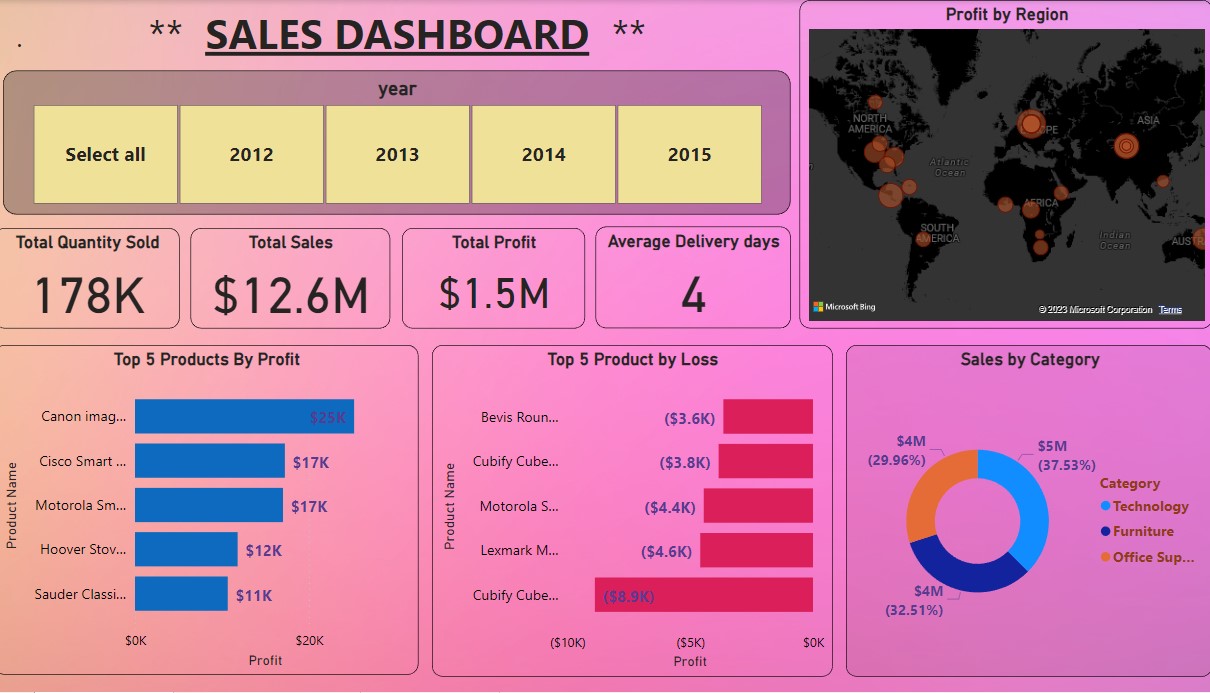 ** SALES DASHBOARD **
.
year
Select all
2012
2013
2014
2015
Total Quantity Sold
178K
Total Sales
$12.6M
Total Profit
$1.5M
Average Delivery days
4
Profit by Region
NORTH
AMERICA
PE
ASIA
Atlantic
Ocean
AFRICA
SOUTH
AMERICA
Indian
Ocean
AUSTR
Microsoft Bing
© 2023 Microsoft Corporation Terms
Top 5 Products By Profit
Product Name
Canon imag...
$25K
Cisco Smart ...
$17K
Motorola Sm...
$17K
Hoover Stov...
$12K
Sauder Classi...
$11K
$0K
$20K
Profit
Top 5 Product by Loss
Product Name
Bevis Roun...
($3.6K)
Cubify Cube...
($3.8K)
Motorola S...
($4.4K)
Lexmark M...
($4.6K)
Cubify Cube...
($8.9K)
($10K)
($5K)
$0K
Profit
Sales by Category
$4M
(29.96%)
$5M
(37.53%)
$4M
(32.51%)
Category
Technology
Furniture
Office Sup...